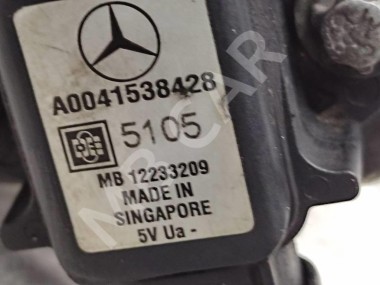 A0041538428
5105
MB 12233209
MADE IN
SINGAPORE
5V Ua -